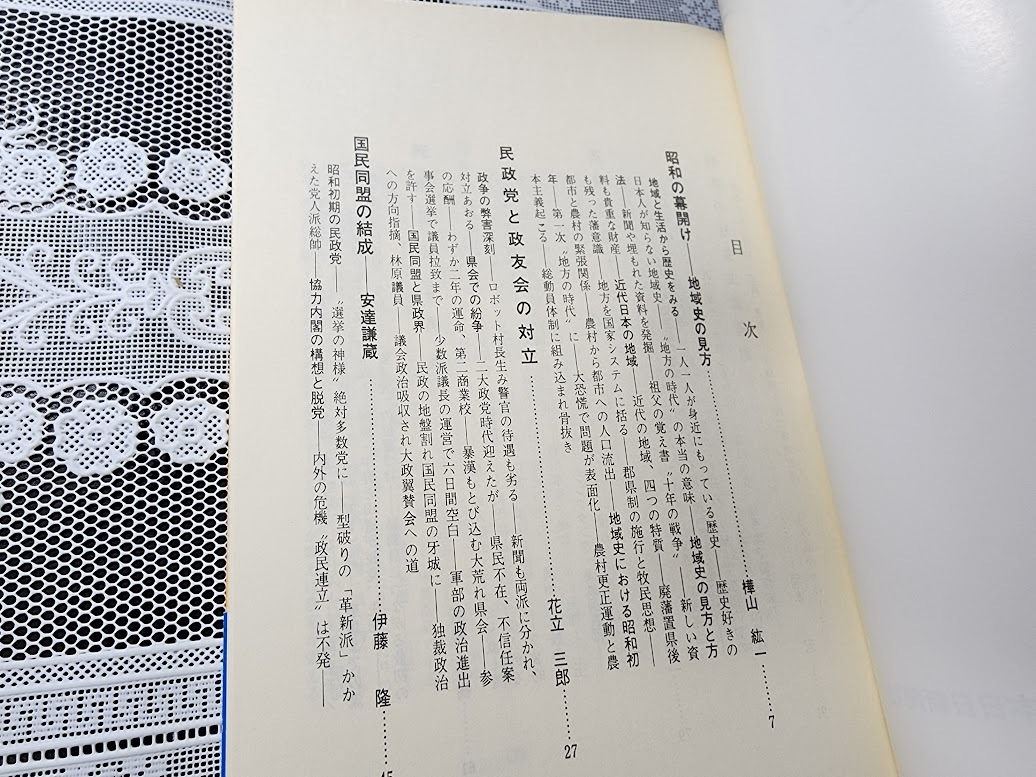 目次
昭和の幕開け――地域史の見方………樺山 紘一………7
地域と生活から歴史をみる――一人一人が身近にもっている歴史――歴史好きの
日本人が知らない地域史――〝地方の時代〟の本当の意味――地域史の見方と方
法――新聞や埋もれた資料を発掘――祖父の覚え書〝十年の戦争〟――新しい資
料も貴重な財産――近代日本の地域――近代の地域、四つの特質――廃藩置県後
も残った藩意識――地方を国家システムに括る――郡県制の施行と牧民思想――
都市と農村の緊張関係――農村から都市への人口流出――地域史における昭和初
年――第一次〝地方の時代〟に――大恐慌で問題が表面化――農村更正運動と農
本主義起こる――総動員体制に組み込まれ骨抜き
民政党と政友会の対立………花立 三郎………27
政争の弊害深刻――ロボット村長生み警官の待遇も劣る――新聞も両派に分かれ、
対立あおる――県会での紛争――二大政党時代迎えたが――県民不在、不信任案
の応酬――わずか二年の運命、第二商業校――暴漢もとび込む大荒れ県会――参
事会選挙で議員拉致まで――少数派議長の運営で六日間空白――軍部の政治進出
を許す――国民同盟と県政界――民政の地盤割れ国民同盟の牙城に――独裁政治
への方向指摘、林原議員――議会政治吸収され大政翼賛会への道
国民同盟の結成――安達謙蔵………伊藤 隆………45
昭和初期の民政党――〝選挙の神様〟絶対多数党に――型破りの「革新派」かか
えた党人派総帥――協力内閣の構想と脱党――内外の危機〝政民連立〟は不発――